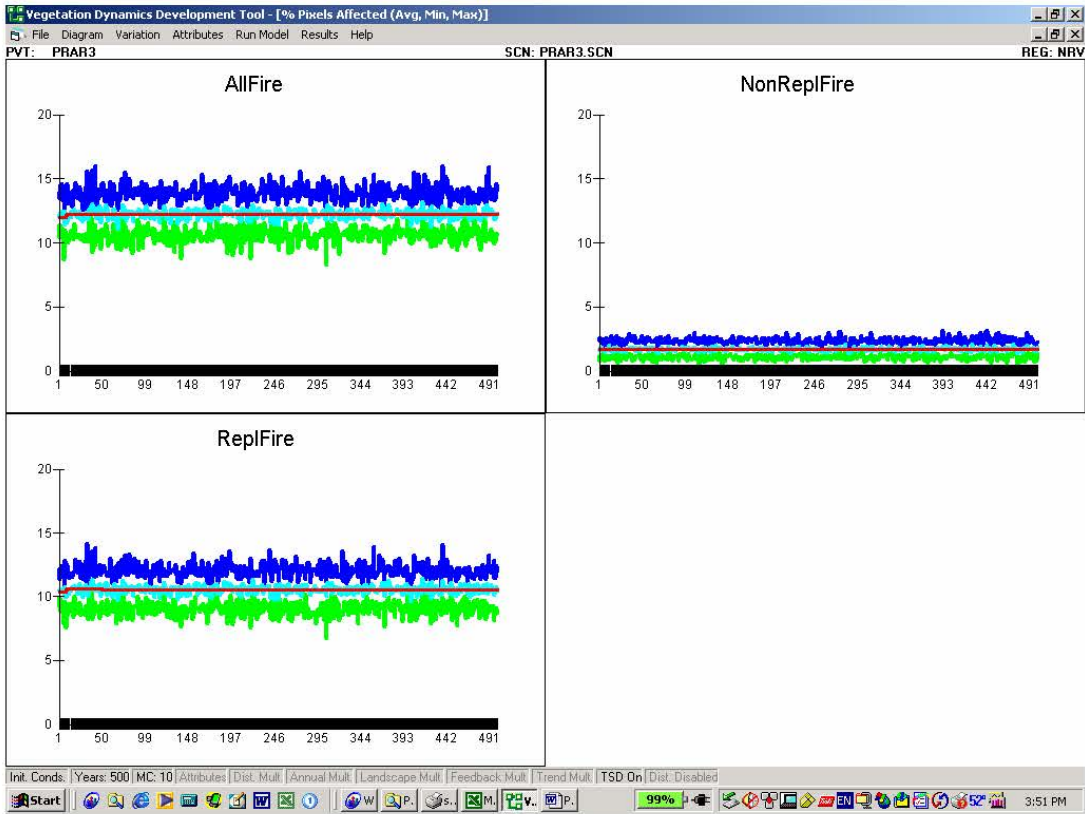 Vegetation Dynamics Development Tool - [% Pixels Affected (Avg, Min, Max)]
File Diagram Variation Attributes Run Model Results Help
PVT: PRAR3 SCN: PRAR3.SCN REG: NRV
AllFire
20
15
10
5
0
1 50 99 148 197 246 295 344 393 442 491
NonReplFire
20
15
10
5
0
1 50 99 148 197 246 295 344 393 442 491
ReplFire
20
15
10
5
0
1 50 99 148 197 246 295 344 393 442 491
Init. Conds. Years: 500 MC: 10 Attributes Dist. Mult Annual Mult Landscape Mult Feedback Mult Trend Mult TSD On Dist. Disabled
Start W P. s.. M. V.. P. 99% EN 52° 3:51 PM